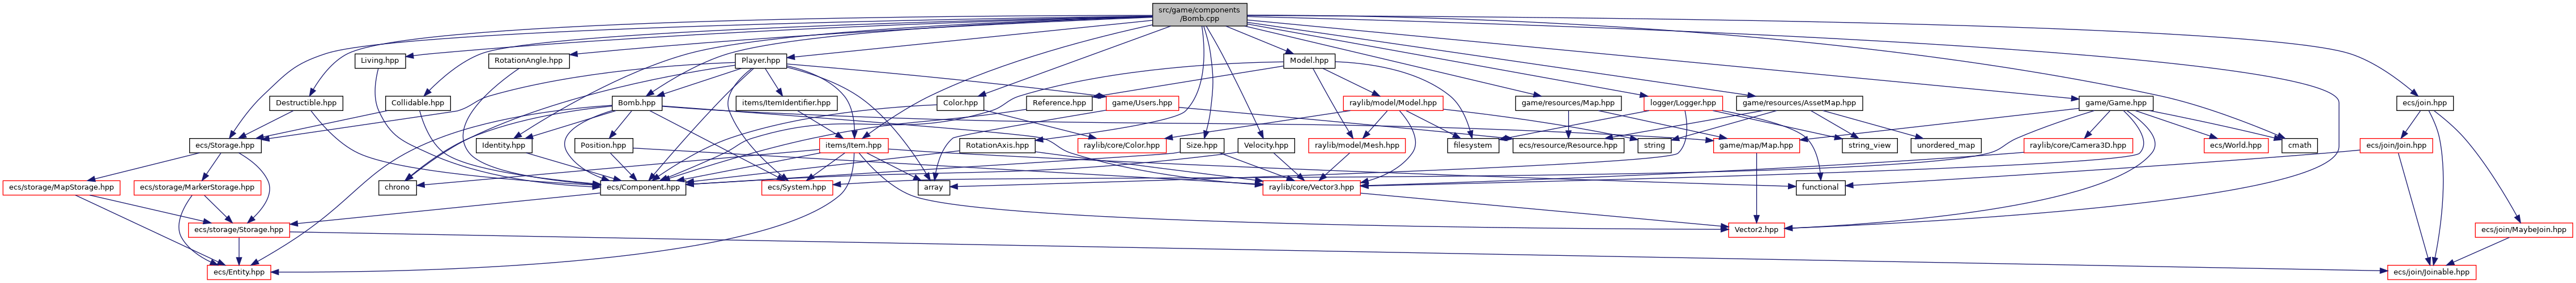 src/game/components
/Bomb.cpp
Living.hpp
RotationAngle.hpp
Player.hpp
Model.hpp
Destructible.hpp
Collidable.hpp
Bomb.hpp
items/ItemIdentifier.hpp
Color.hpp
Reference.hpp
game/Users.hpp
raylib/model/Model.hpp
game/resources/Map.hpp
logger/Logger.hpp
game/resources/AssetMap.hpp
game/Game.hpp
ecs/join.hpp
ecs/Storage.hpp
Identity.hpp
Position.hpp
items/Item.hpp
RotationAxis.hpp
raylib/core/Color.hpp
Size.hpp
Velocity.hpp
raylib/model/Mesh.hpp
filesystem
ecs/resource/Resource.hpp
string
game/map/Map.hpp
string_view
unordered_map
raylib/core/Camera3D.hpp
ecs/World.hpp
cmath
ecs/join/Join.hpp
ecs/storage/MapStorage.hpp
ecs/storage/MarkerStorage.hpp
chrono
ecs/Component.hpp
ecs/System.hpp
array
raylib/core/Vector3.hpp
functional
ecs/storage/Storage.hpp
Vector2.hpp
ecs/join/MaybeJoin.hpp
ecs/Entity.hpp
ecs/join/Joinable.hpp